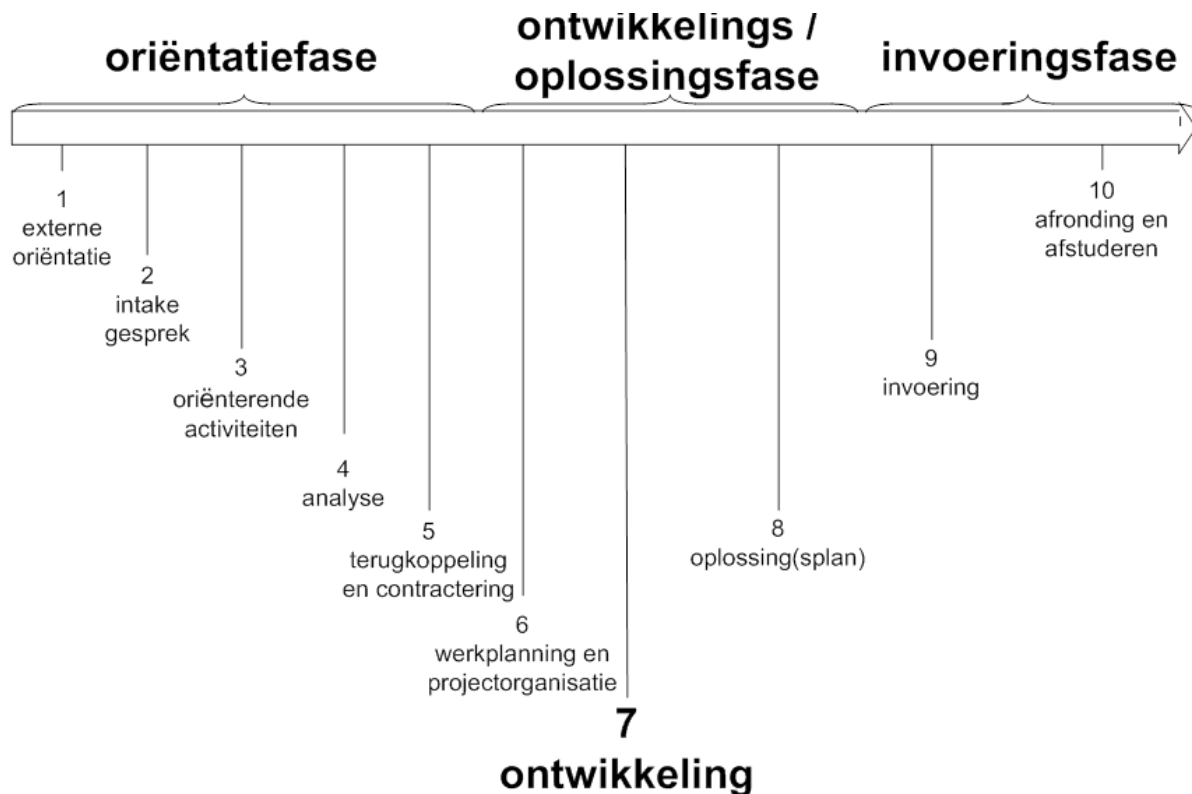 oriëntatiefase
ontwikkelings /
oplossingsfase
invoeringsfase
1
externe
oriëntatie
2
intake
gesprek
3
oriënterende
activiteiten
4
analyse
5
terugkoppeling
en contractering
6
werkplanning en
projectorganisatie
7
ontwikkeling
8
oplossing(splan)
9
invoering
10
afronding en
afstuderen